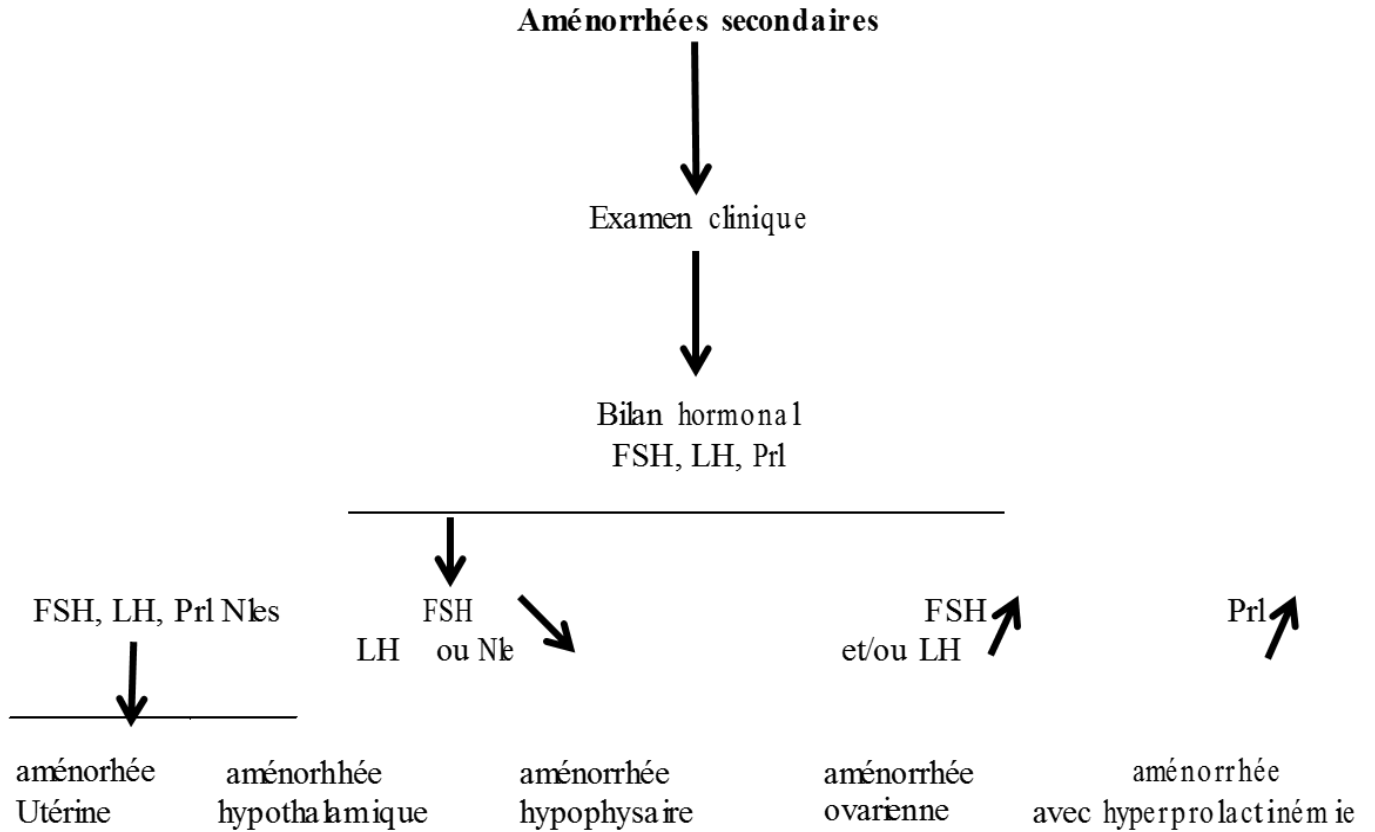 Aménorrhées secondaires
Examen clinique
Bilan hormonal
FSH, LH, Prl
FSH, LH, Prl Nles
FSH
LH ou Nle
FSH
et/ou LH
Prl
aménorhée
Utérine
aménorhhée
hypothalamique
aménorrhée
hypophysaire
aménorrhée
ovarienne
aménorrhée
avec hyperprolactinémie